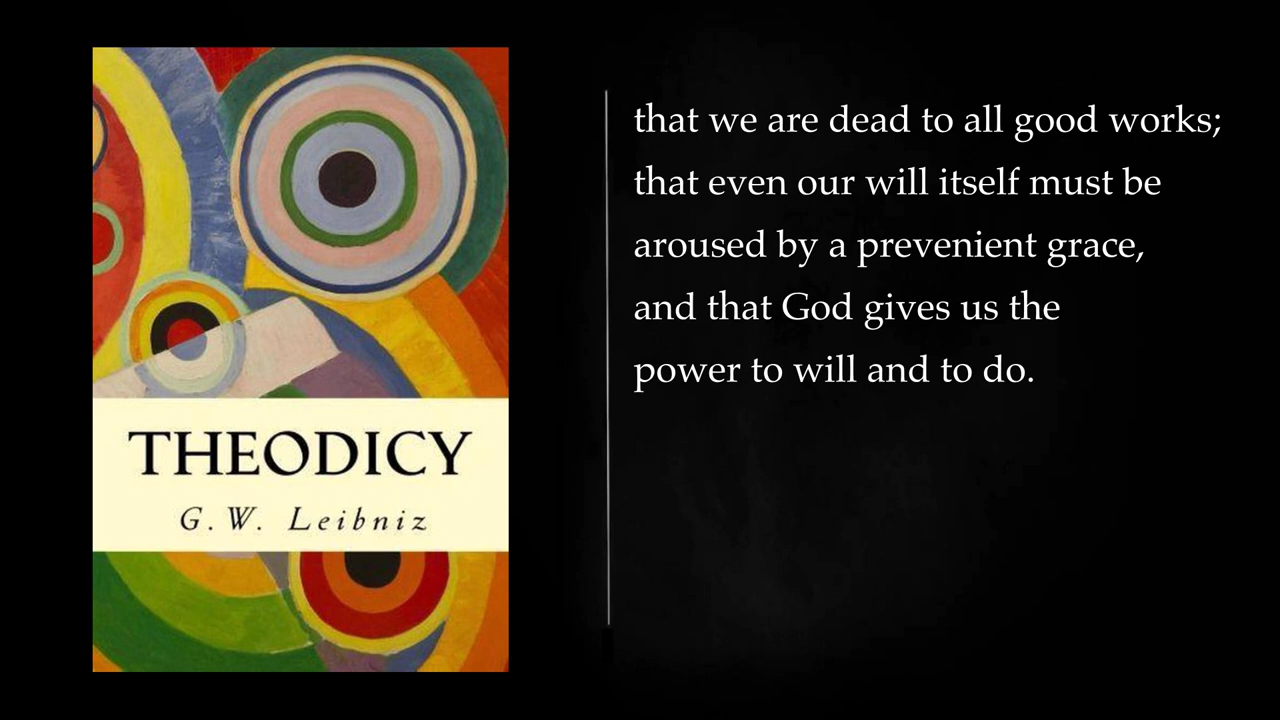 THEODICY
G. W. Leibniz
that we are dead to all good works;
that even our will itself must be
aroused by a prevenient grace,
and that God gives us the
power to will and to do.